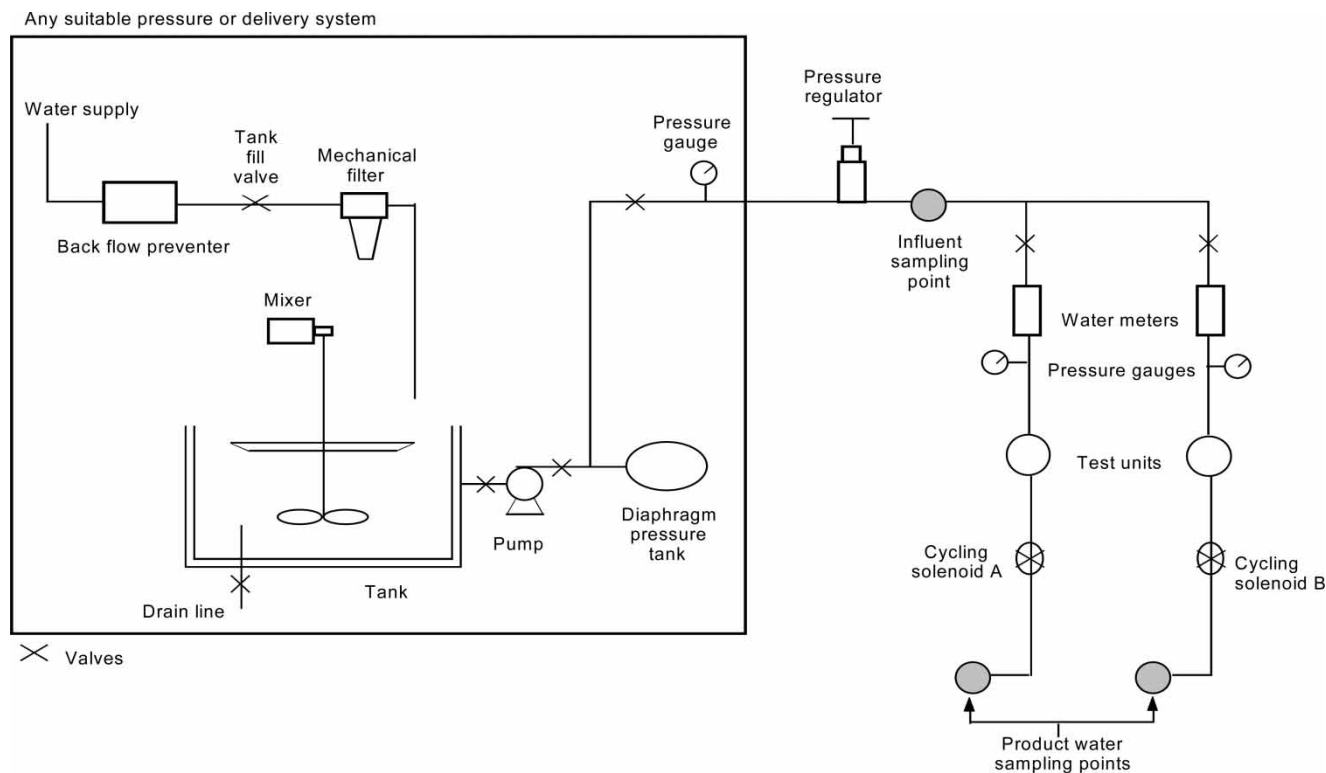 Any suitable pressure or delivery system
Water supply
Tank
fill
valve
Mechanical
filter
Back flow preventer
Mixer
Pressure
gauge
Pressure
regulator
Influent
sampling
point
Water meters
Pressure gauges
Test units
Pump
Diaphragm
pressure
tank
Tank
Drain line
Cycling
solenoid A
Cycling
solenoid B
Valves
Product water
sampling points